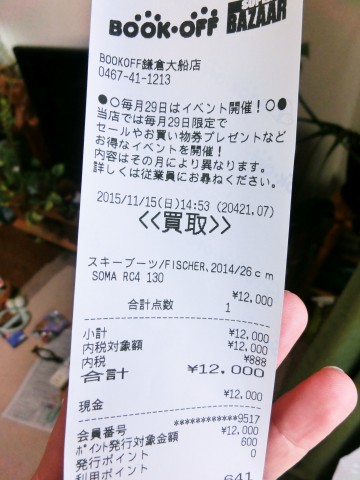 BOOK・OFF SUPER BAZAAR
BOOKOFF鎌倉大船店
0467-41-1213
●○毎月29日はイベント開催！○●
当店では毎月29日限定で
セールやお買い物券プレゼントなど
お得なイベントを開催！
内容はその月により異なります。
詳しくは従業員にお尋ねください。
2015/11/15(日)14:53 (20421.07)
<<買取>>
スキーブーツ/FISCHER、2014/26ｃｍ
SOMA RC4 130
¥12,000
合計点数 1
小計 ¥12,000
内税対象額 ¥12,000
内税 ¥888
合計 ¥12,000
現金 ¥12,000
会員番号 ************9517
ﾎﾟｲﾝﾄ発行対象金額 ¥12,000
発行ポイント 600
利用ポイント 0
641